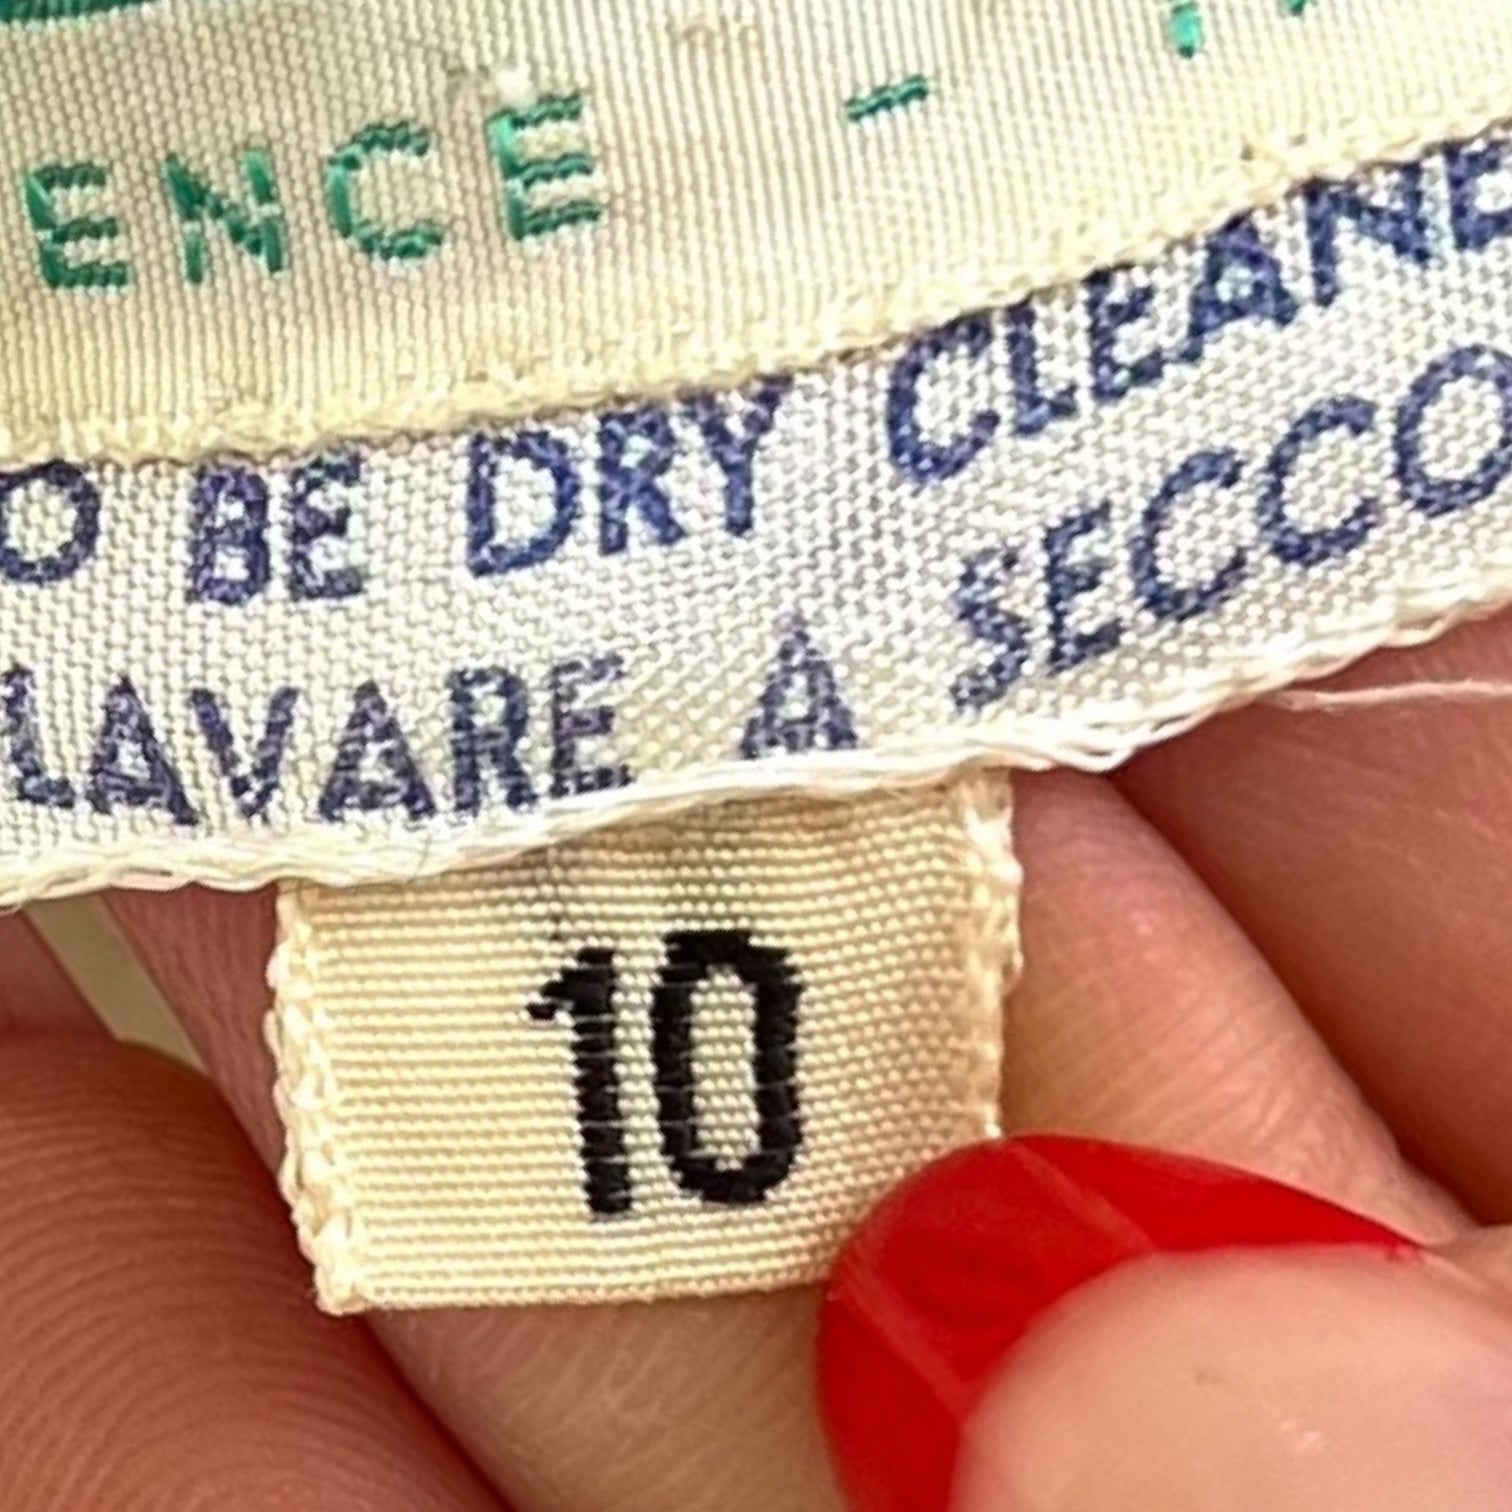 ENCE -
O BE DRY CLEANE
LAVARE A SECCO
10